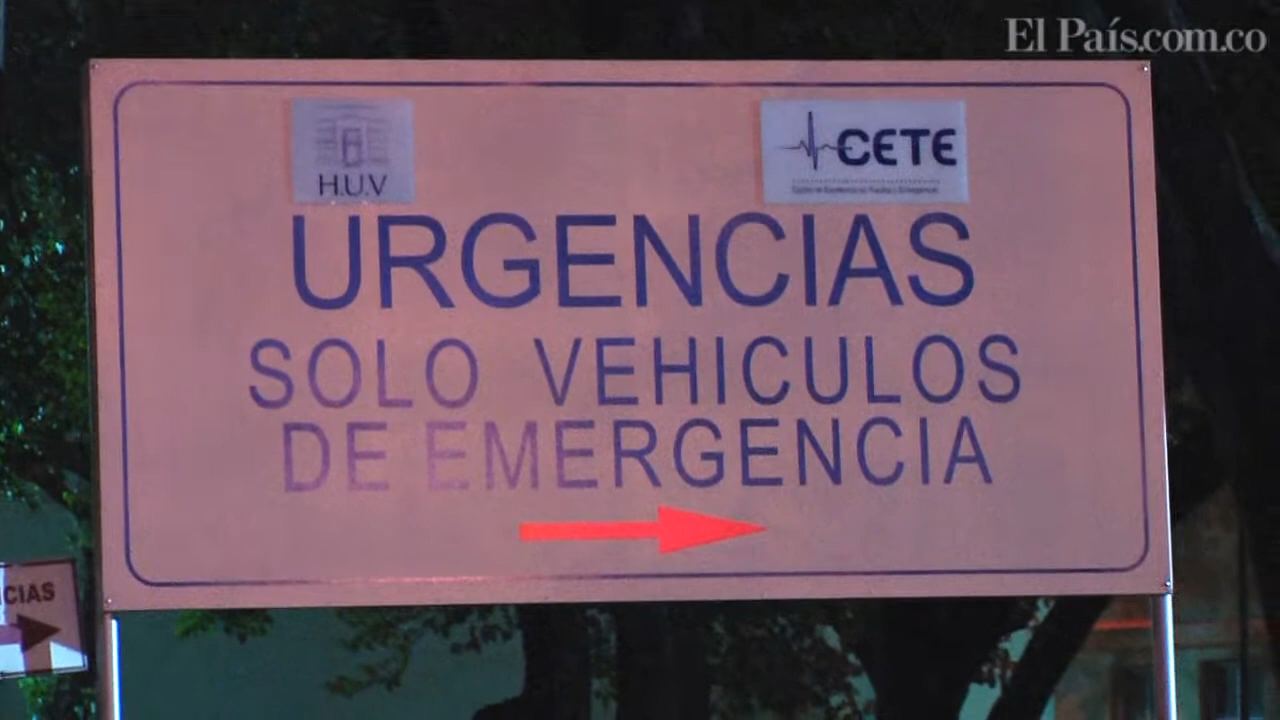 El País.com.co
H.U.V
CETE
URGENCIAS
SOLO VEHICULOS
DE EMERGENCIA
CIAS